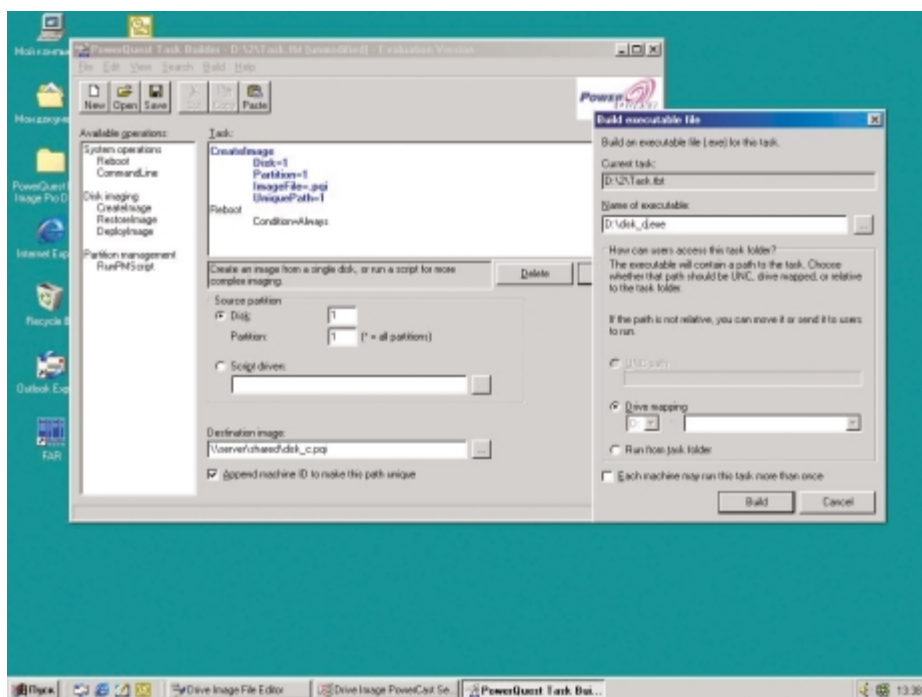 PowerQuest Task Builder - D:\2\Task.tbt [unmodified] - Evaluation Version
File Edit View Search Build Help
New Open Save Cut Copy Paste
Available operations:
System operations
Reboot
CommandLine
Disk imaging
CreateImage
RestoreImage
DeployImage
Partition management
RunPMScript
Task:
CreateImage
Disk=1
Partition=1
ImageFile=.pqi
UniquePath=1
Reboot
Condition=Always
Create an image from a single disk, or run a script for more
complex imaging.
Delete
Source partition
Disk: 1
Partition: 1 (* = all partitions)
Script driven:
...
Destination image:
\\server\shared\disk_c.pqi ...
Append machine ID to make this path unique
Build executable file
Build an executable file (.exe) for this task.
Current task:
D:\2\Task.tbt
Name of executable:
D:\disk_d.exe ...
How can users access this task folder?
The executable will contain a path to the task. Choose
whether that path should be UNC, drive mapped, or relative
to the task folder.
If the path is not relative, you can move it or send it to users
to run.
UNC path
Drive mapping
D:
Run from task folder
Each machine may run this task more than once
Build Cancel
PowerQuest
Image Pro D
Internet Exp
Recycle B
Outlook Exp
FAR
Пуск Drive Image File Editor Drive Image PowerCast Se... PowerQuest Task Bui...